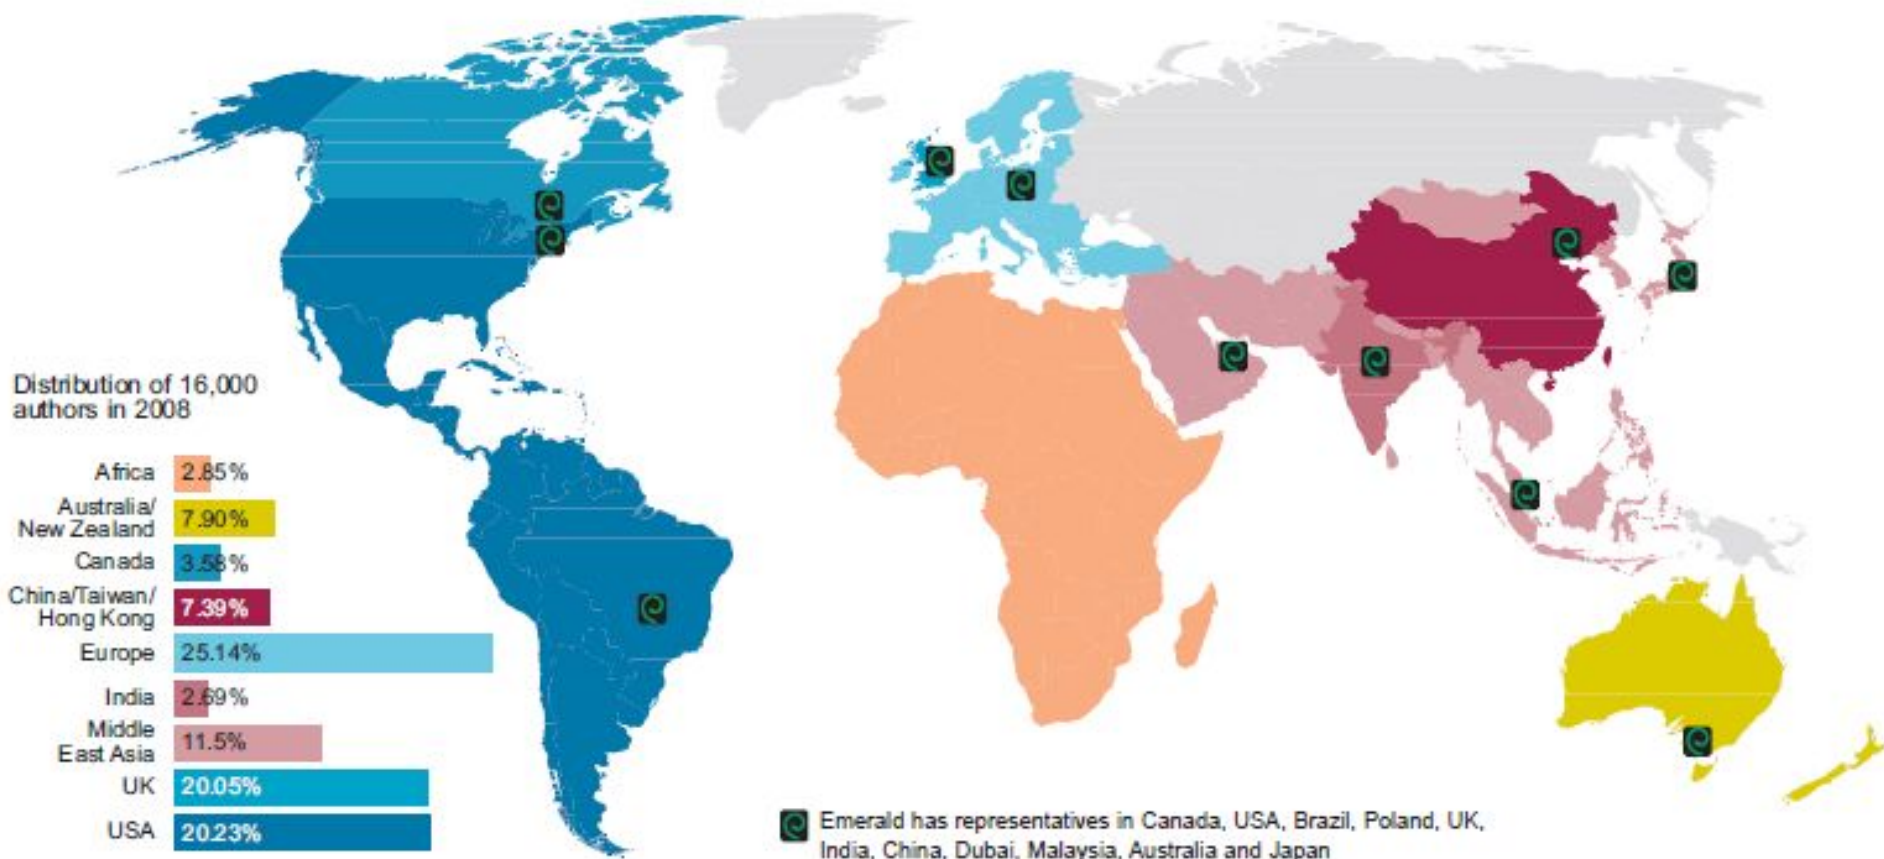 Distribution of 16,000
authors in 2008
Africa 2.85%
Australia/
New Zealand 7.90%
Canada 3.58%
China/Taiwan/
Hong Kong 7.39%
Europe 25.14%
India 2.69%
Middle
East Asia 11.5%
UK 20.05%
USA 20.23%
Emerald has representatives in Canada, USA, Brazil, Poland, UK,
India, China, Dubai, Malaysia, Australia and Japan